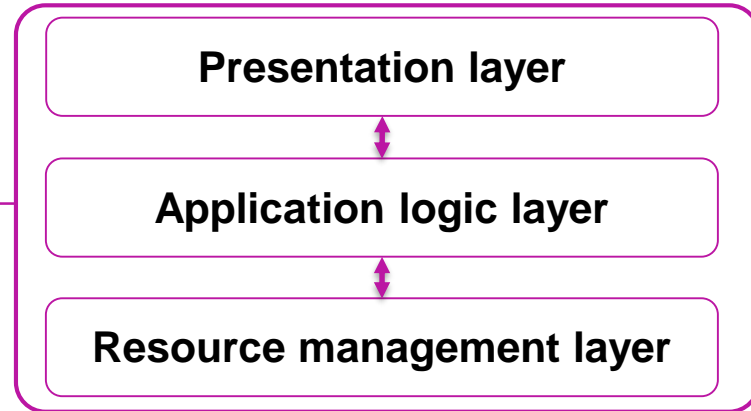 Presentation layer
Application logic layer
Resource management layer